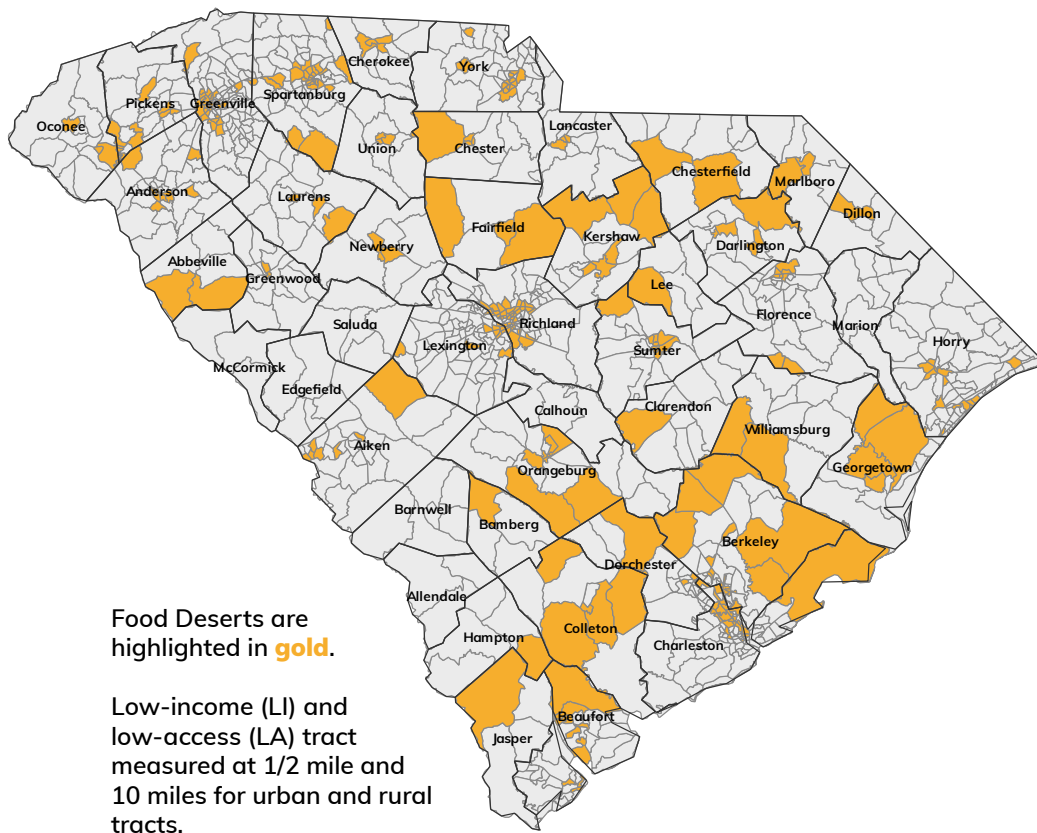 Cherokee
York
Spartanburg
Greenville
Pickens
Oconee
Lancaster
Union
Chester
Chesterfield
Marlboro
Anderson
Laurens
Dillon
Fairfield
Newberry
Kershaw
Darlington
Abbeville
Greenwood
Lee
Florence
Saluda
Richland
Marion
Lexington
Sumter
Horry
McCormick
Edgefield
Calhoun
Clarendon
Williamsburg
Aiken
Orangeburg
Georgetown
Barnwell
Bamberg
Berkeley
Dorchester
Allendale
Colleton
Hampton
Charleston
Beaufort
Jasper
Food Deserts are
highlighted in gold.
Low-income (LI) and
low-access (LA) tract
measured at 1/2 mile and
10 miles for urban and rural
tracts.